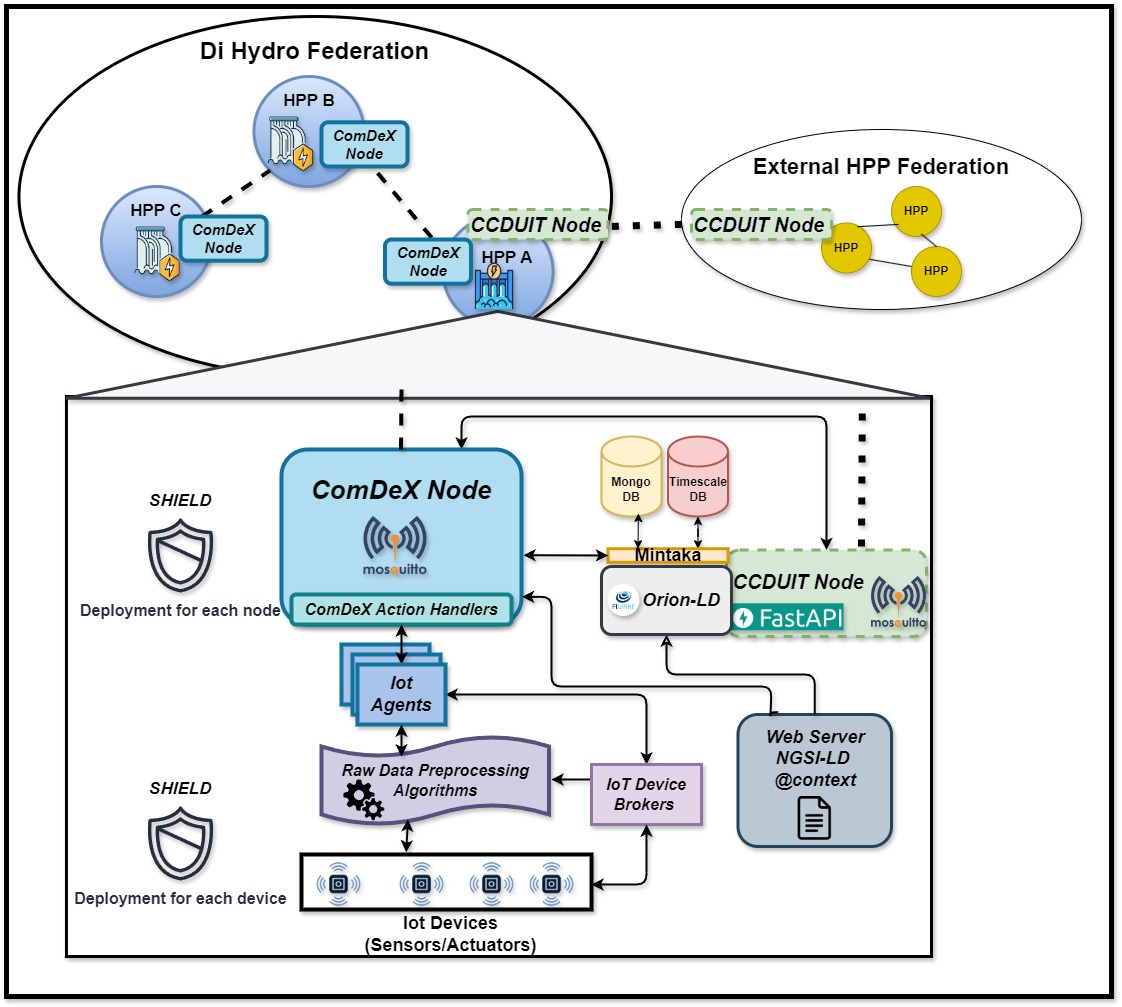 Di Hydro Federation
HPP B
ComDeX
Node
HPP C
ComDeX
Node
ComDeX
Node
CCDUIT Node
HPP A
External HPP Federation
CCDUIT Node
HPP
HPP
HPP
SHIELD
Deployment for each node
ComDeX Node
mosquitto
ComDeX Action Handlers
Mongo
DB
Timescale
DB
Mintaka
FIWARE
Orion-LD
CCDUIT Node
FastAPI
mosquitto
Iot
Agents
Web Server
NGSI-LD
@context
SHIELD
Deployment for each device
Raw Data Preprocessing
Algorithms
IoT Device
Brokers
Iot Devices
(Sensors/Actuators)